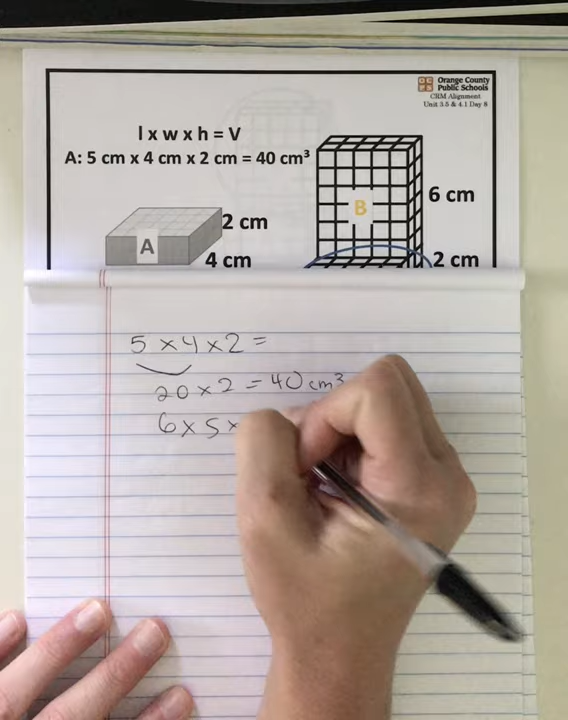 Orange County
Public Schools
CRM Alignment
Unit 3.5 & 4.1 Day 8
l x w x h = V
A: 5 cm x 4 cm x 2 cm = 40 cm³
B
6 cm
2 cm
A
4 cm
2 cm
5 x 4 x 2 =
20 x 2 = 40 cm³
6 x 5 x